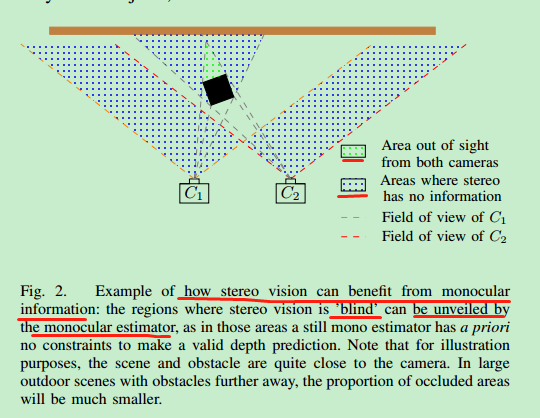 C1
C2
Area out of sight
from both cameras
Areas where stereo
has no information
Field of view of C1
Field of view of C2
Fig. 2. Example of how stereo vision can benefit from monocular
information: the regions where stereo vision is 'blind' can be unveiled by
the monocular estimator, as in those areas a still mono estimator has a priori
no constraints to make a valid depth prediction. Note that for illustration
purposes, the scene and obstacle are quite close to the camera. In large
outdoor scenes with obstacles further away, the proportion of occluded areas
will be much smaller.